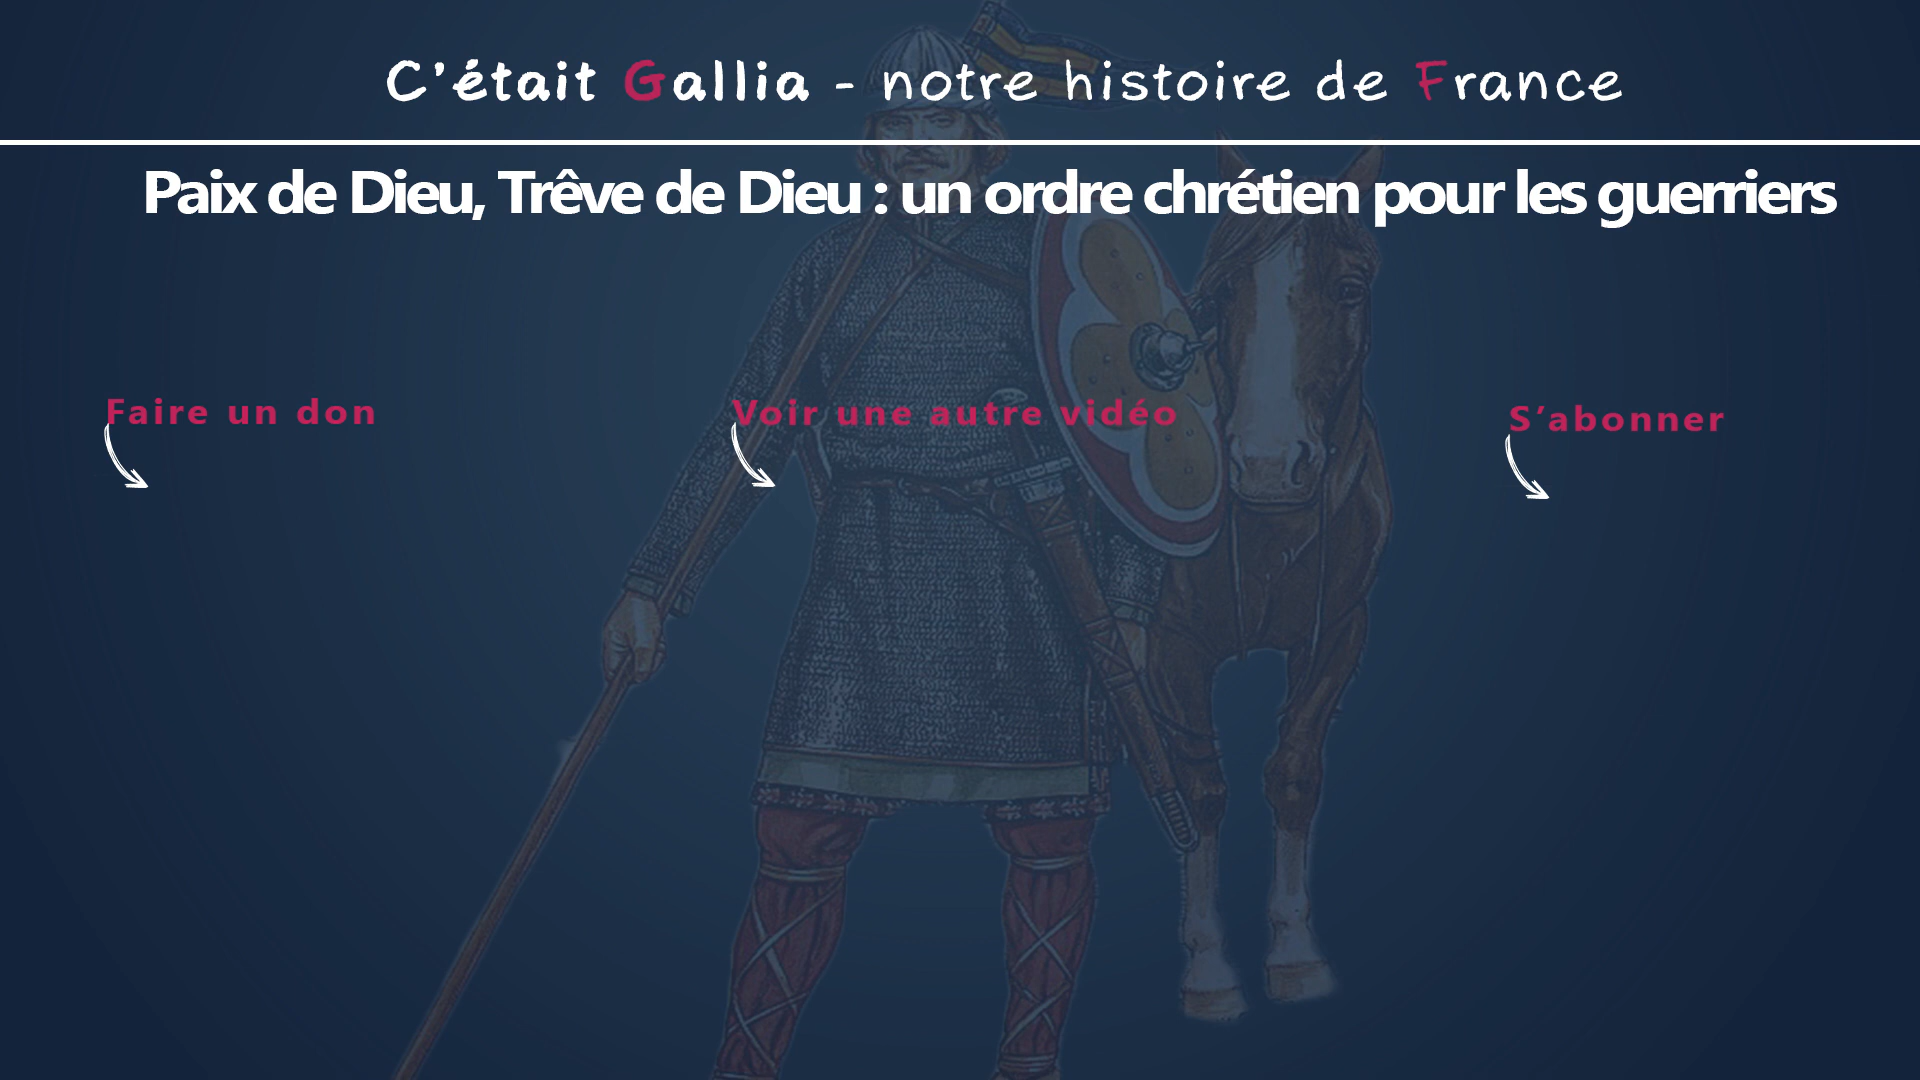 C'était Gallia - notre histoire de France
Paix de Dieu, Trêve de Dieu : un ordre chrétien pour les guerriers
Faire un don
Voir une autre vidéo
S'abonner